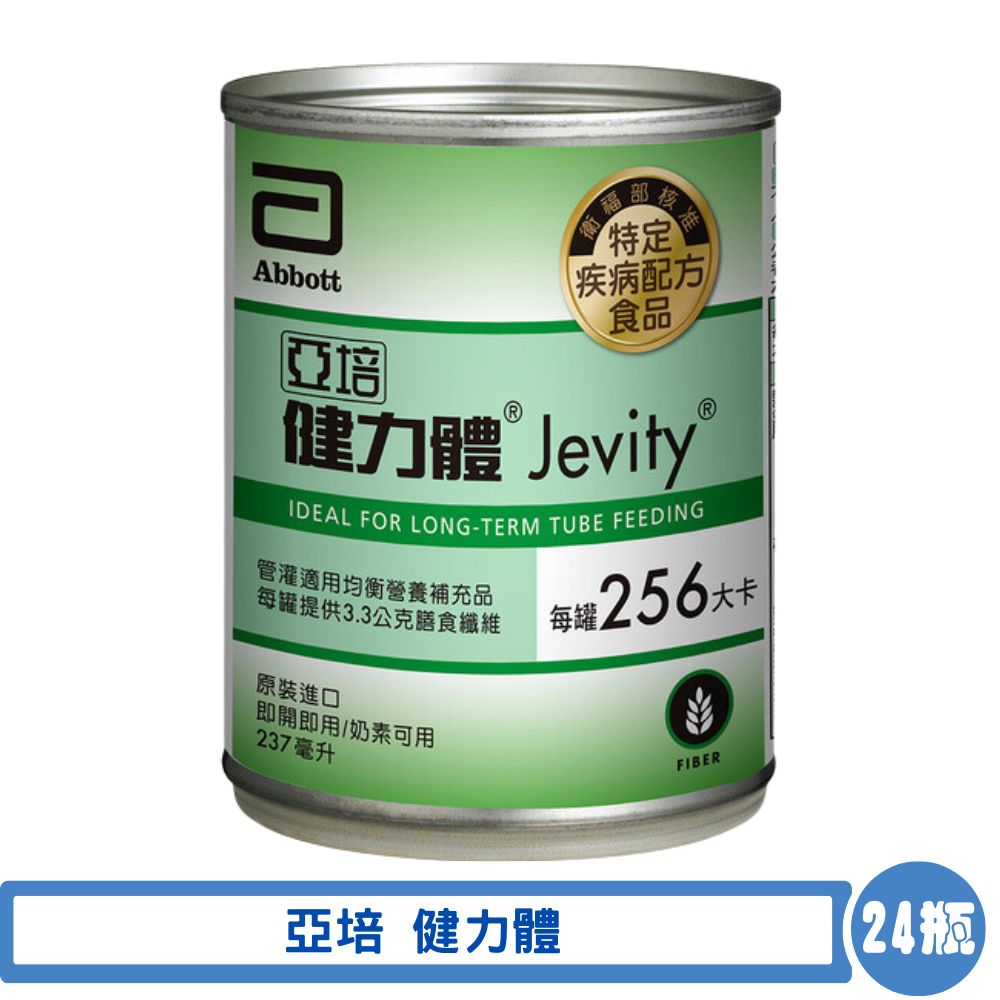 Abbott
衛福部核准
特定
疾病配方
食品
亞培
健力體® Jevity®
IDEAL FOR LONG-TERM TUBE FEEDING
管灌適用均衡營養補充品
每罐提供3.3公克膳食纖維
每罐256大卡
原裝進口
即開即用/奶素可用
237毫升
FIBER
亞培 健力體
24瓶